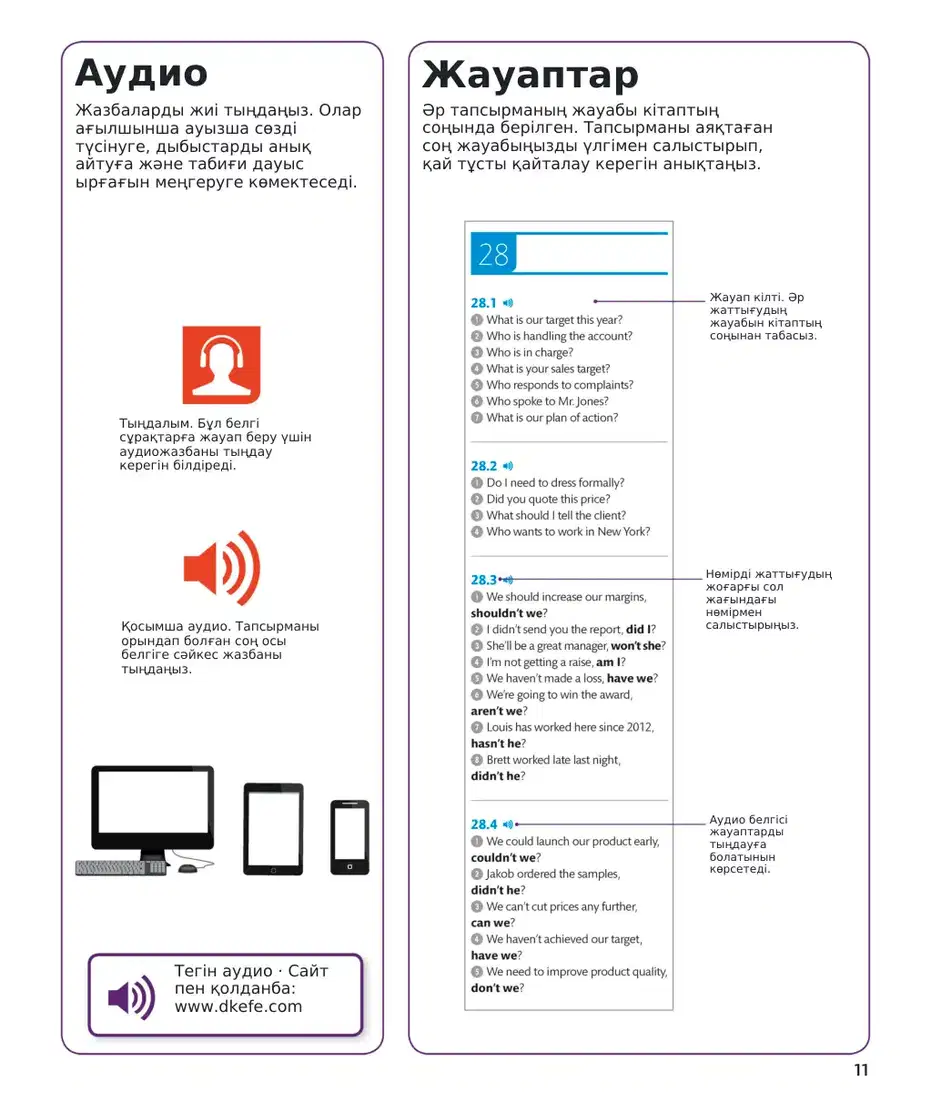 Аудио
Жазбаларды жиі тыңдаңыз. Олар
ағылшынша ауызша сөзді
түсінуге, дыбыстарды анық
айтуға және табиғи дауыс
ырғағын меңгеруге көмектеседі.
Тыңдалым. Бұл белгі
сұрақтарға жауап беру үшін
аудиожазбаны тыңдау
керегін білдіреді.
Қосымша аудио. Тапсырманы
орындап болған соң осы
белгіге сәйкес жазбаны
тыңдаңыз.
Тегін аудио · Сайт
пен қолданба:
www.dkefe.com
Жауаптар
Әр тапсырманың жауабы кітаптың
соңында берілген. Тапсырманы аяқтаған
соң жауабыңызды үлгімен салыстырып,
қай тұсты қайталау керегін анықтаңыз.
28
28.1
1 What is our target this year?
2 Who is handling the account?
3 Who is in charge?
4 What is your sales target?
5 Who responds to complaints?
6 Who spoke to Mr. Jones?
7 What is our plan of action?
28.2
1 Do I need to dress formally?
2 Did you quote this price?
3 What should I tell the client?
4 Who wants to work in New York?
28.3
1 We should increase our margins,
shouldn't we?
2 I didn't send you the report, did I?
3 She'll be a great manager, won't she?
4 I'm not getting a raise, am I?
5 We haven't made a loss, have we?
6 We're going to win the award,
aren't we?
7 Louis has worked here since 2012,
hasn't he?
8 Brett worked late last night,
didn't he?
28.4
1 We could launch our product early,
couldn't we?
2 Jakob ordered the samples,
didn't he?
3 We can't cut prices any further,
can we?
4 We haven't achieved our target,
have we?
5 We need to improve product quality,
don't we?
Жауап кілті. Әр
жаттығудың
жауабын кітаптың
соңынан табасыз.
Нөмірді жаттығудың
жоғарғы сол
жағындағы
нөмірмен
салыстырыңыз.
Аудио белгісі
жауаптарды
тыңдауға
болатынын
көрсетеді.
11